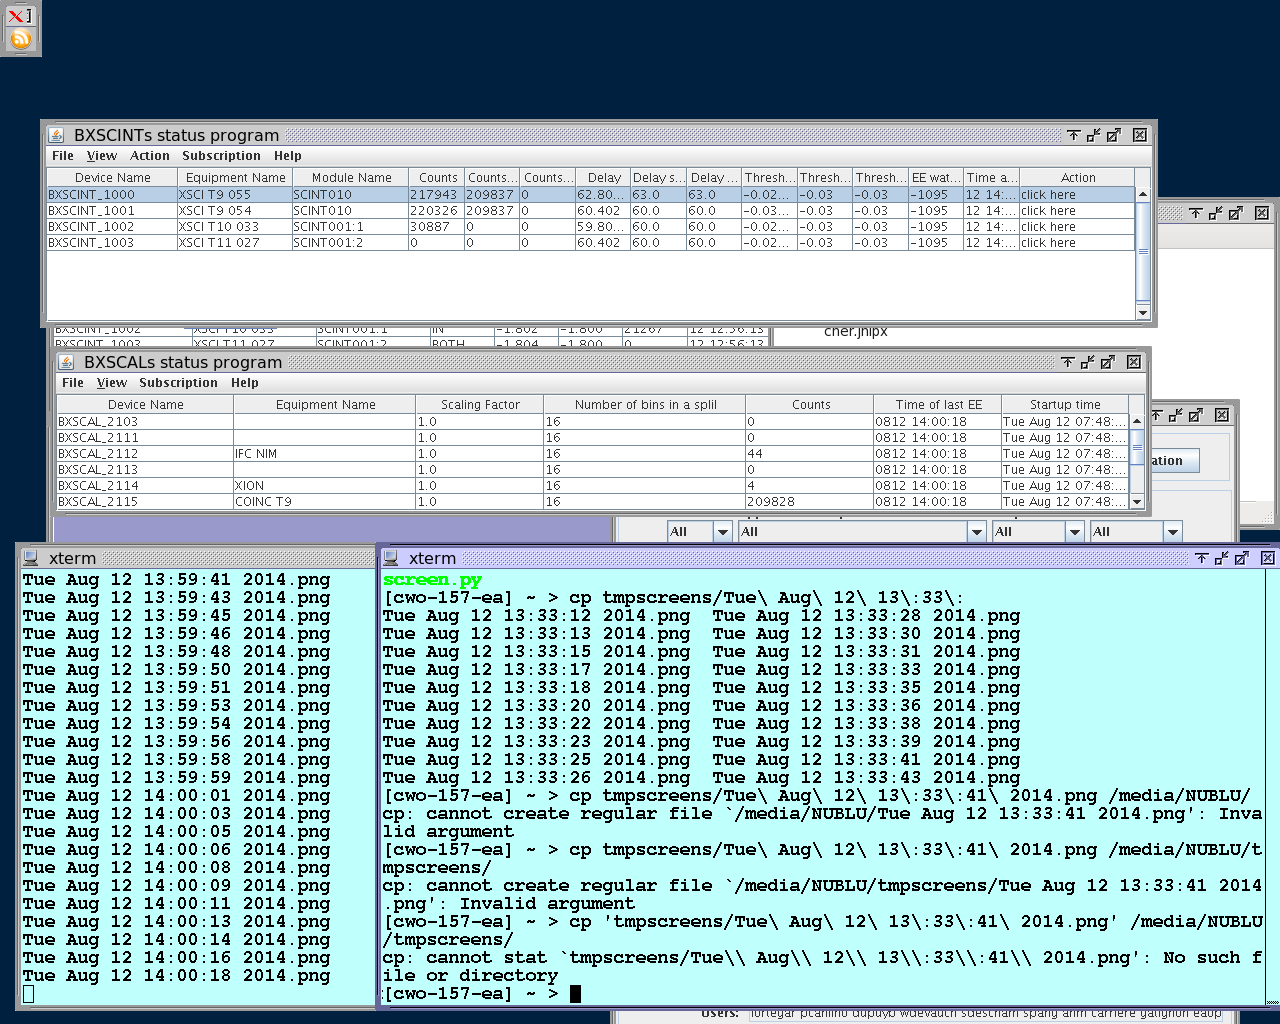 BXSCINTs status program
File View Action Subscription Help
Device Name Equipment Name Module Name Counts Counts... Counts... Delay Delay s... Delay ... Thresh... Thresh... Thresh... EE wat... Time a... Action
BXSCINT_1000 XSCI T9 055 SCINT010 217943 209837 0 62.80... 63.0 63.0 -0.02... -0.03 -0.03 -1095 12 14:... click here
BXSCINT_1001 XSCI T9 054 SCINT010 220326 209837 0 60.402 60.0 60.0 -0.03... -0.03 -0.03 -1095 12 14:... click here
BXSCINT_1002 XSCI T10 033 SCINT001:1 30887 0 0 59.80... 60.0 60.0 -0.02... -0.03 -0.03 -1095 12 14:... click here
BXSCINT_1003 XSCI T11 027 SCINT001:2 0 0 0 60.402 60.0 60.0 -0.02... -0.03 -0.03 -1095 12 14:... click here
BXSCINT_1002 XSCI T10 033 SCINT001:1 IN -1.802 -1.800 21267 12 12:56:13
cher.jnlpx
BXSCINT_1003 XSCI T11 027 SCINT001:2 BOTH -1.804 -1.800 0 12 12:56:13
BXSCALs status program
File View Subscription Help
Device Name Equipment Name Scaling Factor Number of bins in a splil Counts Time of last EE Startup time
BXSCAL_2103 1.0 16 0 0812 14:00:18 Tue Aug 12 07:48:...
BXSCAL_2111 1.0 16 0 0812 14:00:18 Tue Aug 12 07:48:...
BXSCAL_2112 IFC NIM 1.0 16 44 0812 14:00:18 Tue Aug 12 07:48:...
BXSCAL_2113 1.0 16 0 0812 14:00:18 Tue Aug 12 07:48:...
BXSCAL_2114 XION 1.0 16 4 0812 14:00:18 Tue Aug 12 07:48:...
BXSCAL_2115 COINC T9 1.0 16 209828 0812 14:00:18 Tue Aug 12 07:48:...
ation
All All All All
xterm
Tue Aug 12 13:59:41 2014.png
Tue Aug 12 13:59:43 2014.png
Tue Aug 12 13:59:45 2014.png
Tue Aug 12 13:59:46 2014.png
Tue Aug 12 13:59:48 2014.png
Tue Aug 12 13:59:50 2014.png
Tue Aug 12 13:59:51 2014.png
Tue Aug 12 13:59:53 2014.png
Tue Aug 12 13:59:54 2014.png
Tue Aug 12 13:59:56 2014.png
Tue Aug 12 13:59:58 2014.png
Tue Aug 12 13:59:59 2014.png
Tue Aug 12 14:00:01 2014.png
Tue Aug 12 14:00:03 2014.png
Tue Aug 12 14:00:05 2014.png
Tue Aug 12 14:00:06 2014.png
Tue Aug 12 14:00:08 2014.png
Tue Aug 12 14:00:09 2014.png
Tue Aug 12 14:00:11 2014.png
Tue Aug 12 14:00:13 2014.png
Tue Aug 12 14:00:14 2014.png
Tue Aug 12 14:00:16 2014.png
Tue Aug 12 14:00:18 2014.png
xterm
screen.py
[cwo-157-ea] ~ > cp tmpscreens/Tue\ Aug\ 12\ 13\:33\:
Tue Aug 12 13:33:12 2014.png Tue Aug 12 13:33:28 2014.png
Tue Aug 12 13:33:13 2014.png Tue Aug 12 13:33:30 2014.png
Tue Aug 12 13:33:15 2014.png Tue Aug 12 13:33:31 2014.png
Tue Aug 12 13:33:17 2014.png Tue Aug 12 13:33:33 2014.png
Tue Aug 12 13:33:18 2014.png Tue Aug 12 13:33:35 2014.png
Tue Aug 12 13:33:20 2014.png Tue Aug 12 13:33:36 2014.png
Tue Aug 12 13:33:22 2014.png Tue Aug 12 13:33:38 2014.png
Tue Aug 12 13:33:23 2014.png Tue Aug 12 13:33:39 2014.png
Tue Aug 12 13:33:25 2014.png Tue Aug 12 13:33:41 2014.png
Tue Aug 12 13:33:26 2014.png Tue Aug 12 13:33:43 2014.png
[cwo-157-ea] ~ > cp tmpscreens/Tue\ Aug\ 12\ 13\:33\:41\ 2014.png /media/NUBLU/
cp: cannot create regular file `/media/NUBLU/Tue Aug 12 13:33:41 2014.png': Inva
lid argument
[cwo-157-ea] ~ > cp tmpscreens/Tue\ Aug\ 12\ 13\:33\:41\ 2014.png /media/NUBLU/t
mpscreens/
cp: cannot create regular file `/media/NUBLU/tmpscreens/Tue Aug 12 13:33:41 2014
.png': Invalid argument
[cwo-157-ea] ~ > cp 'tmpscreens/Tue\ Aug\ 12\ 13\:33\:41\ 2014.png' /media/NUBLU
/tmpscreens/
cp: cannot stat `tmpscreens/Tue\\ Aug\\ 12\\ 13\\:33\\:41\\ 2014.png': No such f
ile or directory
[cwo-157-ea] ~ >
Users: